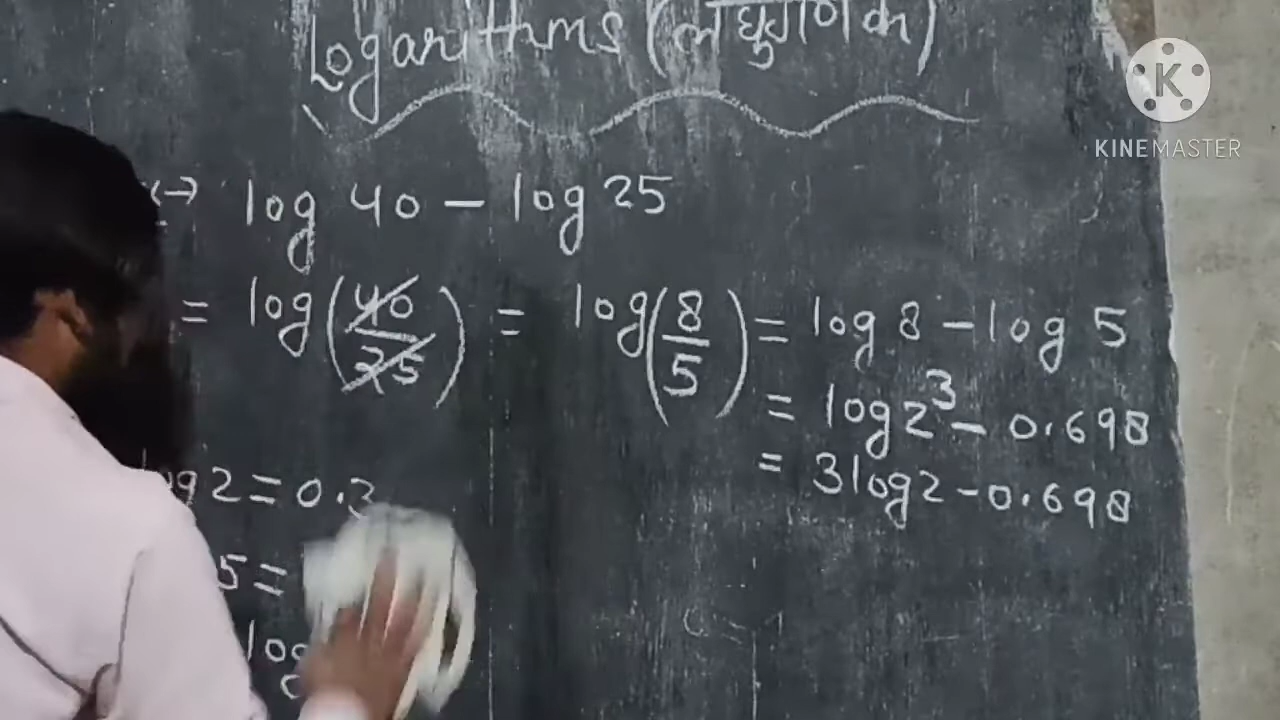 Logarithms (लघुगणक)
K
KINEMASTER
log 40 - log 25
= log(40/25) = log(8/5) = log 8 - log 5
= log2³ - 0.698
= 3log2 - 0.698
log2 = 0.3
5 =
log